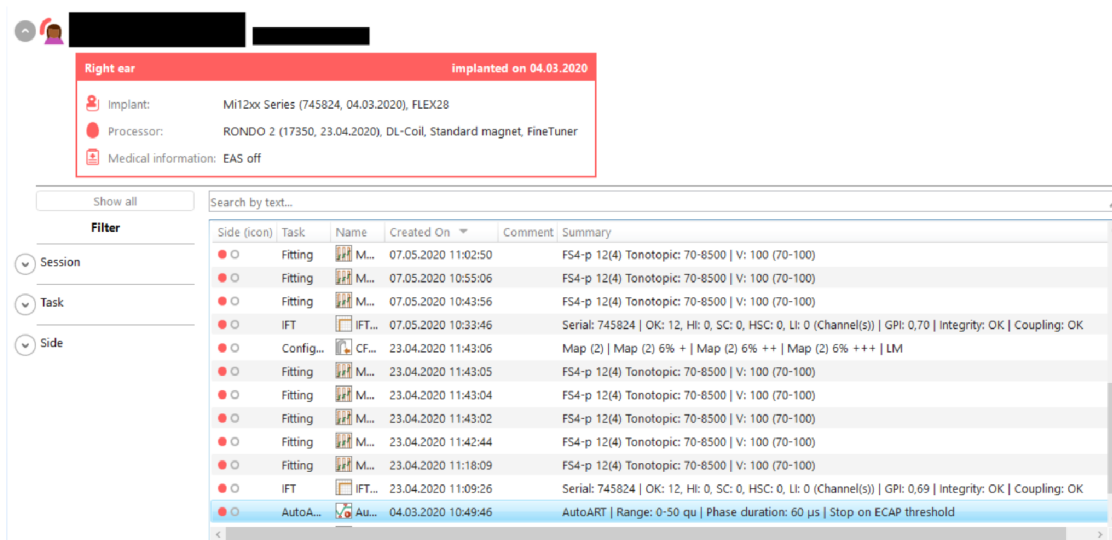 Right ear implanted on 04.03.2020
Implant: Mi12xx Series (745824, 04.03.2020), FLEX28
Processor: RONDO 2 (17350, 23.04.2020), DL-Coil, Standard magnet, FineTuner
Medical information: EAS off
Show all Search by text...
Filter
Side (icon) Task Name Created On Comment Summary
Session
Task
Side
Fitting M... 07.05.2020 11:02:50 FS4-p 12(4) Tonotopic: 70-8500 | V: 100 (70-100)
Fitting M... 07.05.2020 10:55:06 FS4-p 12(4) Tonotopic: 70-8500 | V: 100 (70-100)
Fitting M... 07.05.2020 10:43:56 FS4-p 12(4) Tonotopic: 70-8500 | V: 100 (70-100)
IFT IFT... 07.05.2020 10:33:46 Serial: 745824 | OK: 12, HI: 0, SC: 0, HSC: 0, LI: 0 (Channel(s)) | GPI: 0,70 | Integrity: OK | Coupling: OK
Config... CF... 23.04.2020 11:43:06 Map (2) | Map (2) 6% + | Map (2) 6% ++ | Map (2) 6% +++ | LM
Fitting M... 23.04.2020 11:43:05 FS4-p 12(4) Tonotopic: 70-8500 | V: 100 (70-100)
Fitting M... 23.04.2020 11:43:04 FS4-p 12(4) Tonotopic: 70-8500 | V: 100 (70-100)
Fitting M... 23.04.2020 11:43:02 FS4-p 12(4) Tonotopic: 70-8500 | V: 100 (70-100)
Fitting M... 23.04.2020 11:42:44 FS4-p 12(4) Tonotopic: 70-8500 | V: 100 (70-100)
Fitting M... 23.04.2020 11:18:09 FS4-p 12(4) Tonotopic: 70-8500 | V: 100 (70-100)
IFT IFT... 23.04.2020 11:09:26 Serial: 745824 | OK: 12, HI: 0, SC: 0, HSC: 0, LI: 0 (Channel(s)) | GPI: 0,69 | Integrity: OK | Coupling: OK
AutoA... Au... 04.03.2020 10:49:46 AutoART | Range: 0-50 qu | Phase duration: 60 µs | Stop on ECAP threshold